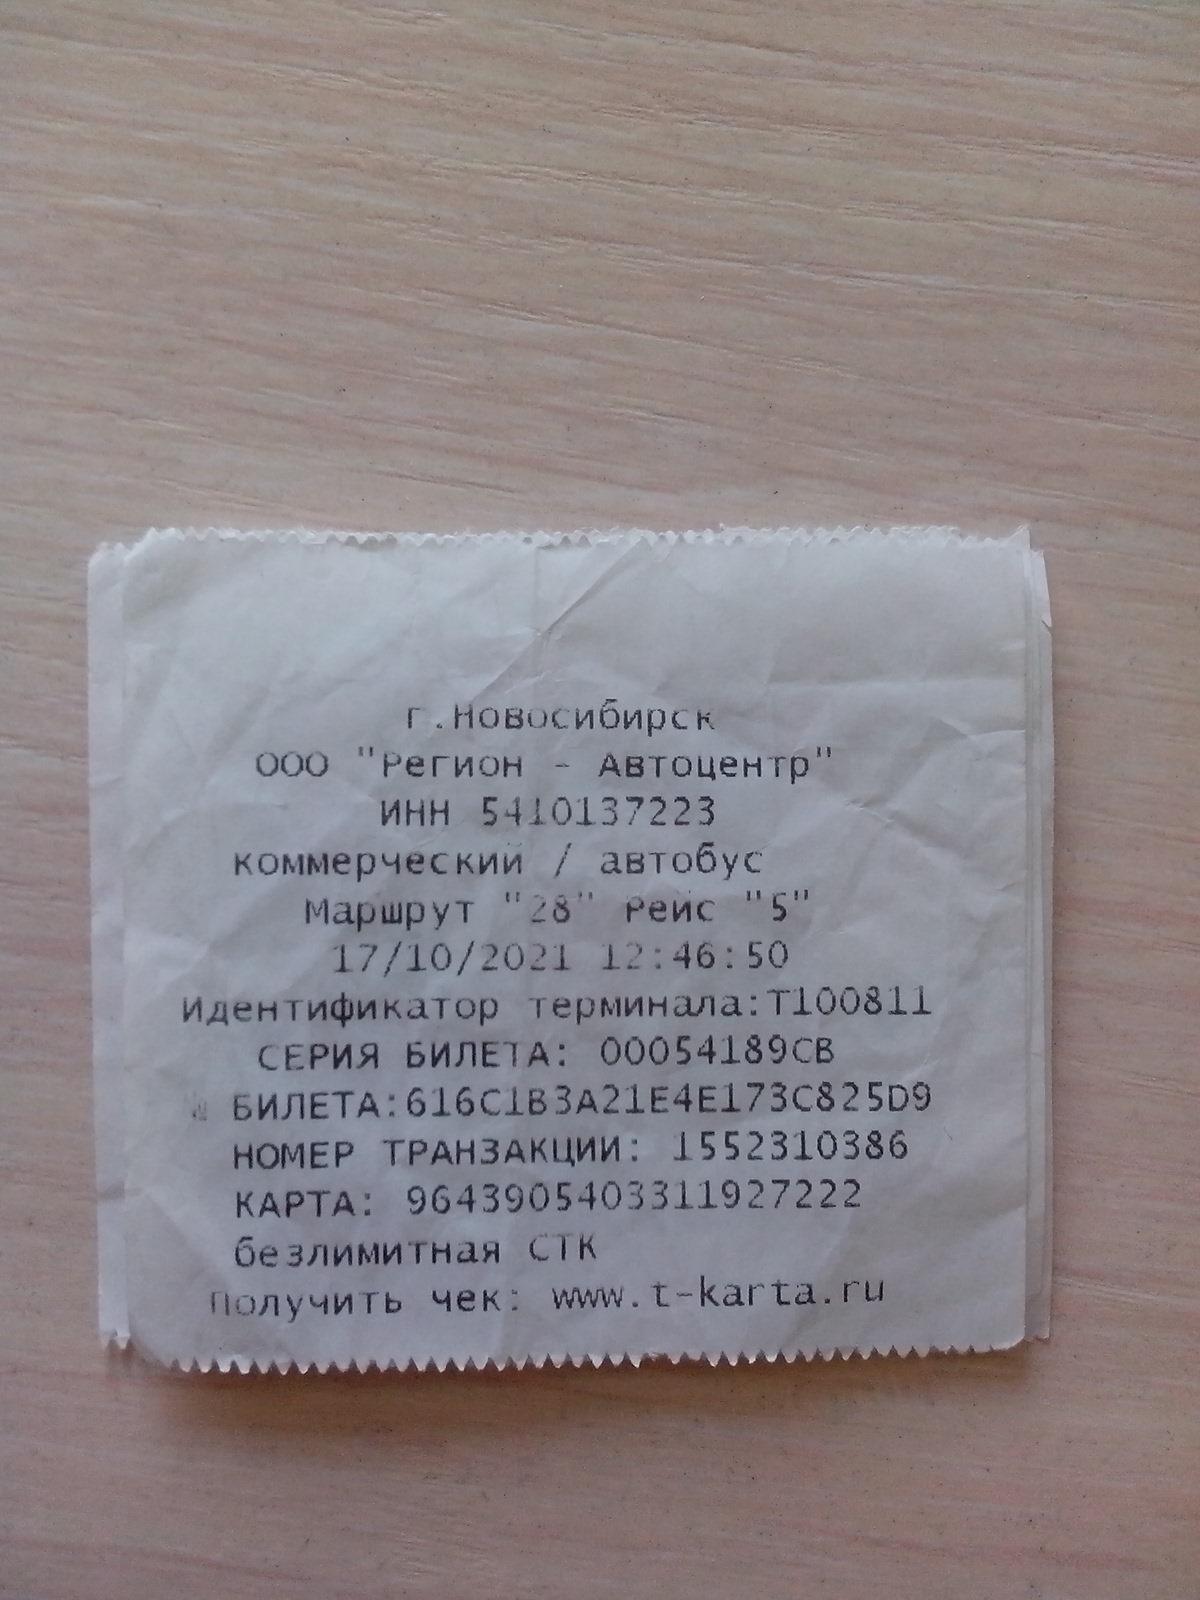 г.Новосибирск
ООО "Регион - Автоцентр"
ИНН 5410137223
коммерческий / автобус
Маршрут "28" Рейс "5"
17/10/2021 12:46:50
Идентификатор терминала:T100811
СЕРИЯ БИЛЕТА: 00054189CB
№ БИЛЕТА:616C1B3A21E4E173C825D9
НОМЕР ТРАНЗАКЦИИ: 1552310386
КАРТА: 9643905403311927222
безлимитная СТК
Получить чек: www.t-karta.ru